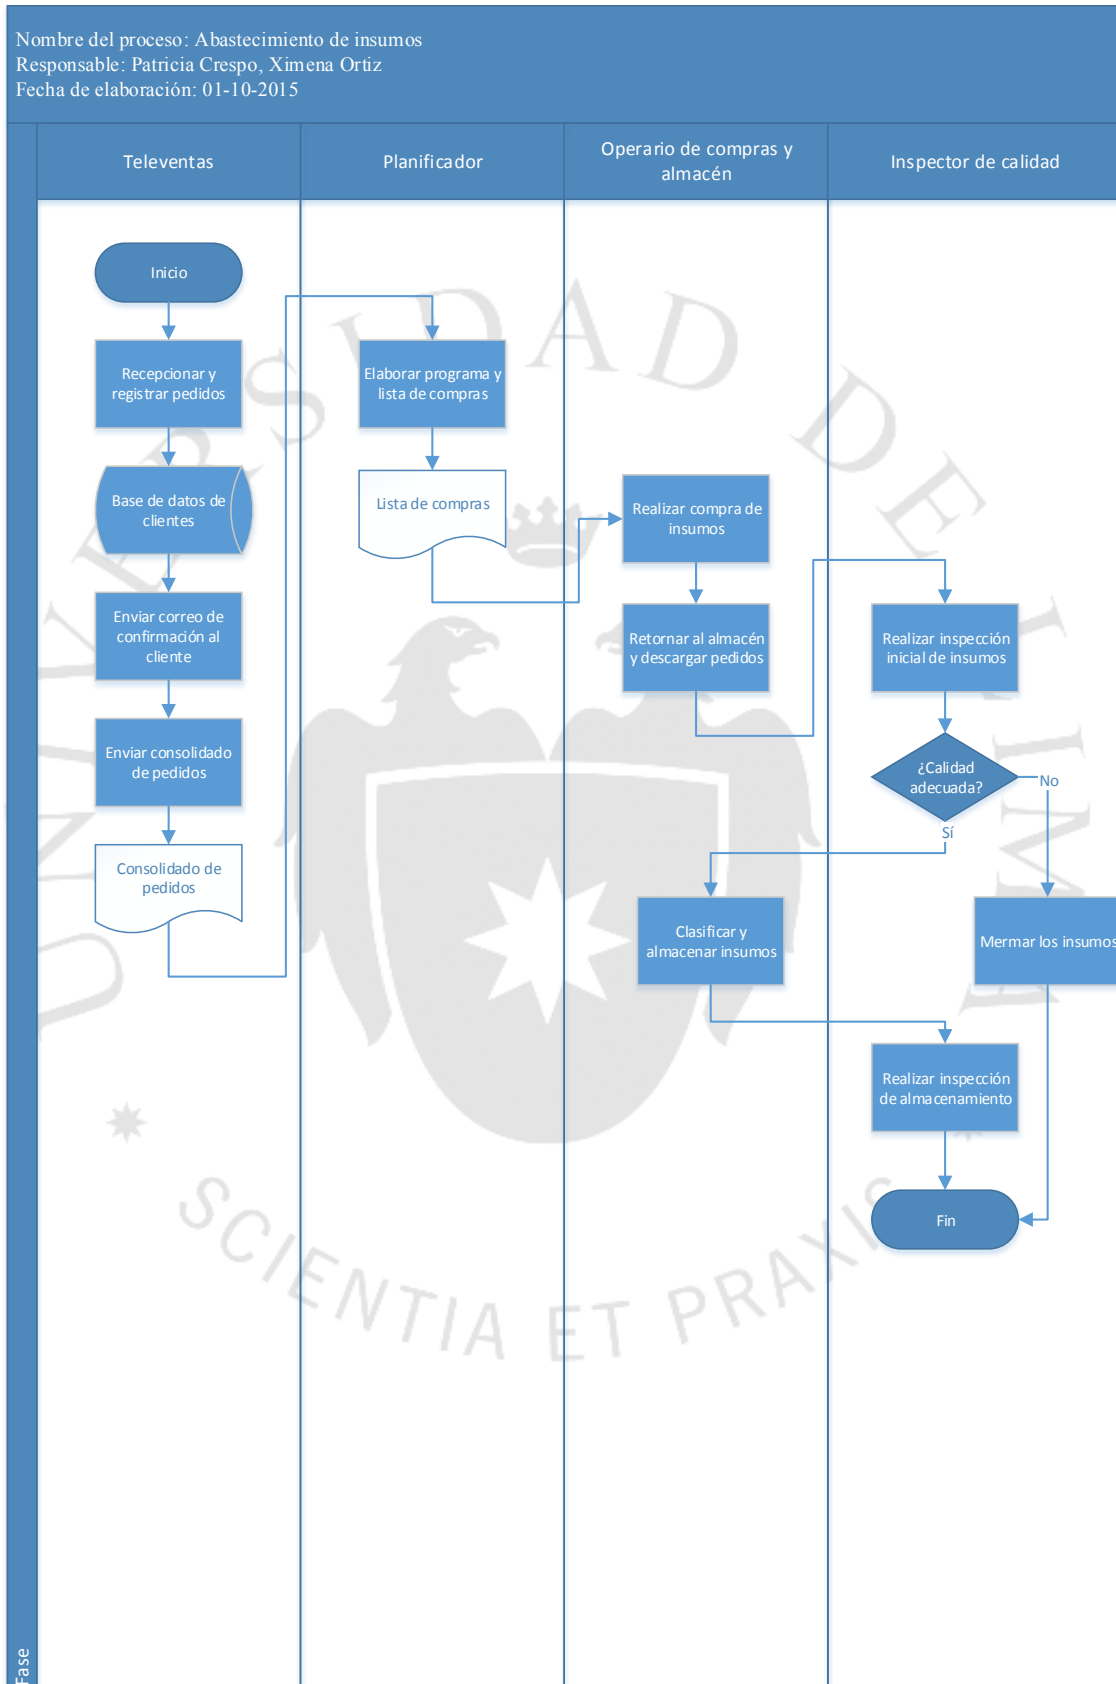 Nombre del proceso: Abastecimiento de insumos
Responsable: Patricia Crespo, Ximena Ortiz
Fecha de elaboración: 01-10-2015
Fase
Televentas
Planificador
Operario de compras y
almacén
Inspector de calidad
Inicio
Recepcionar y
registrar pedidos
Base de datos de
clientes
Enviar correo de
confirmación al
cliente
Enviar consolidado
de pedidos
Consolidado de
pedidos
Elaborar programa y
lista de compras
Lista de compras
Realizar compra de
insumos
Retornar al almacén
y descargar pedidos
Realizar inspección
inicial de insumos
¿Calidad
adecuada?
No
Sí
Clasificar y
almacenar insumos
Mermar los insumos
Realizar inspección
de almacenamiento
Fin
UNIVERSIDAD DE LIMA
SCIENTIA ET PRAXIS